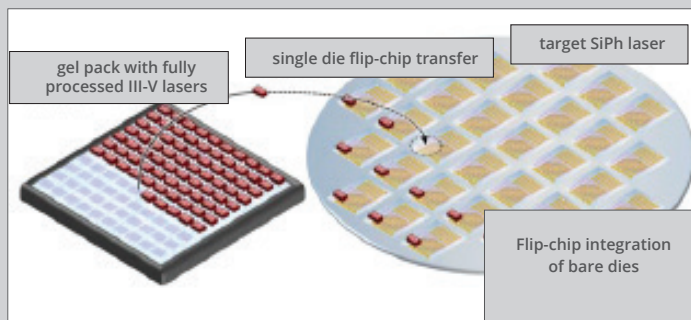 gel pack with fully
processed III-V lasers
single die flip-chip transfer
target SiPh laser
Flip-chip integration
of bare dies